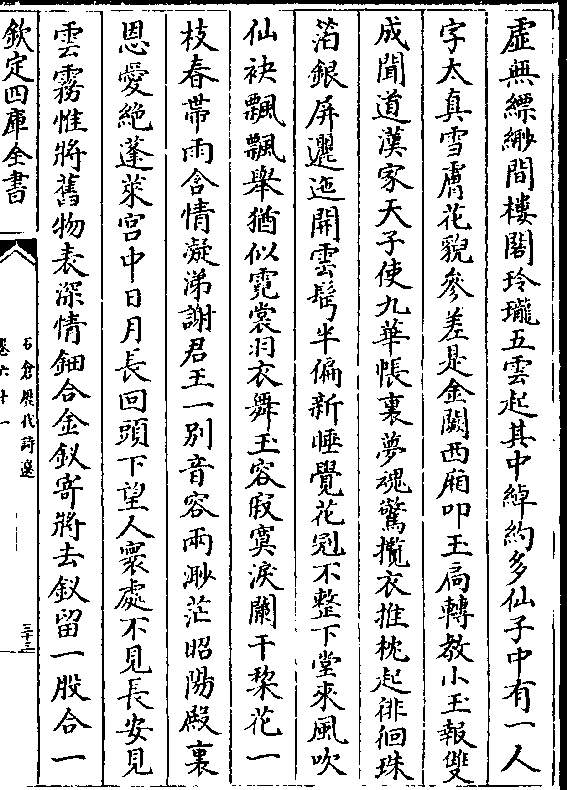 虛無縹緲間樓閣玲瓏五雲起其中綽約多仙子中有一人
字太真雪膚花貌參差是金闕西廂叩玉扃轉教小玉報雙
成聞道漢家天子使九華帳裏夢魂驚攬衣推枕起徘徊珠
箔銀屏邐迤開雲髩半偏新睡覺花冠不整下堂來風吹
仙袂飄飄舉猶似霓裳羽衣舞玉容寂寞淚闌干棃花一
枝春帶雨含情凝涕謝君王一別音容兩渺茫昭陽殿裏
恩愛絶蓬萊宮中日月長回頭下望人寰處不見長安見
雲霧惟將舊物表深情鈿合金釵寄將去釵留一股合一
欽定四庫全書
石倉歷代詩選
卷六十一
三十三